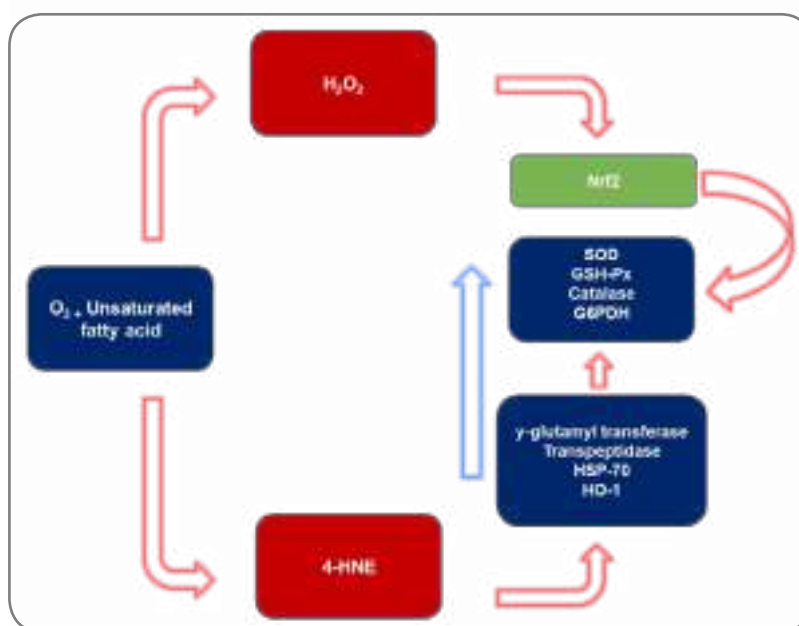 H₂O₂
Nrf2
SOD
GSH-Px
Catalase
G6PDH
O₃ + Unsaturated
fatty acid
y-glutamyl transferase
Transpeptidase
HSP-70
HO-1
4-HNE